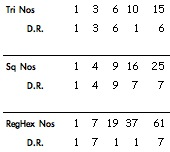 Tri Nos 1 3 6 10 15
D.R. 1 3 6 1 6
Sq Nos 1 4 9 16 25
D.R. 1 4 9 7 7
RegHex Nos 1 7 19 37 61
D.R. 1 7 1 1 7